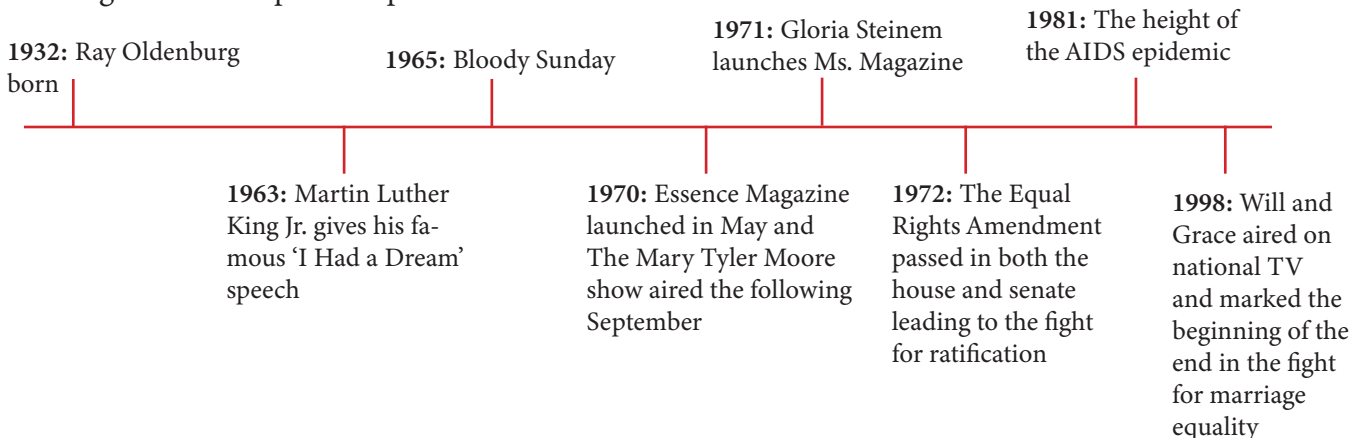 1932: Ray Oldenburg
born
1965: Bloody Sunday
1971: Gloria Steinem
launches Ms. Magazine
1981: The height of
the AIDS epidemic
1963: Martin Luther
King Jr. gives his fa-
mous ‘I Had a Dream’
speech
1970: Essence Magazine
launched in May and
The Mary Tyler Moore
show aired the following
September
1972: The Equal
Rights Amendment
passed in both the
house and senate
leading to the fight
for ratification
1998: Will and
Grace aired on
national TV
and marked the
beginning of the
end in the fight
for marriage
equality